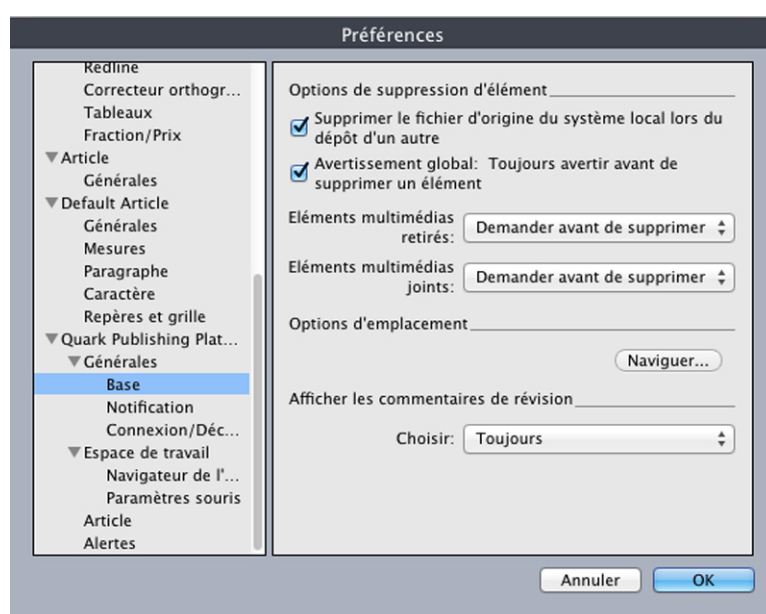 Préférences
Redline
Correcteur orthogr...
Tableaux
Fraction/Prix
Article
Générales
Default Article
Générales
Mesures
Paragraphe
Caractère
Repères et grille
Quark Publishing Plat...
Générales
Base
Notification
Connexion/Déc...
Espace de travail
Navigateur de l'...
Paramètres souris
Article
Alertes
Options de suppression d'élément
Supprimer le fichier d'origine du système local lors du
dépôt d'un autre
Avertissement global: Toujours avertir avant de
supprimer un élément
Eléments multimédias
retirés:
Demander avant de supprimer
Eléments multimédias
joints:
Demander avant de supprimer
Options d'emplacement
Naviguer...
Afficher les commentaires de révision
Choisir: Toujours
Annuler
OK